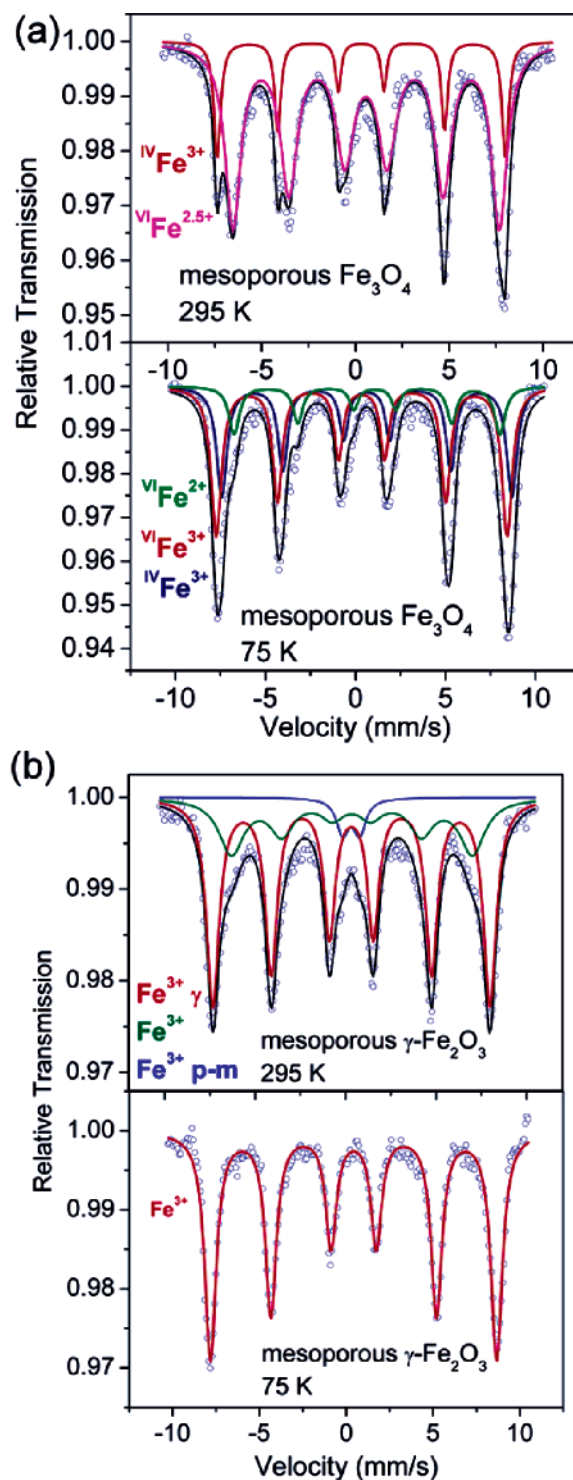 (a)
1.00
0.99
0.98
0.97
0.96
0.95
IVFe3+
VIFe2.5+
mesoporous Fe3O4
295 K
-10 -5 0 5 10
1.01
1.00
0.99
0.98
0.97
0.96
0.95
0.94
VIFe2+
VIFe3+
IVFe3+
mesoporous Fe3O4
75 K
-10 -5 0 5 10
Velocity (mm/s)
Relative Transmission
(b)
1.00
0.99
0.98
0.97
Fe3+ γ
Fe3+
Fe3+ p-m
mesoporous γ-Fe2O3
295 K
1.00
0.99
0.98
0.97
Fe3+
mesoporous γ-Fe2O3
75 K
-10 -5 0 5 10
Velocity (mm/s)
Relative Transmission